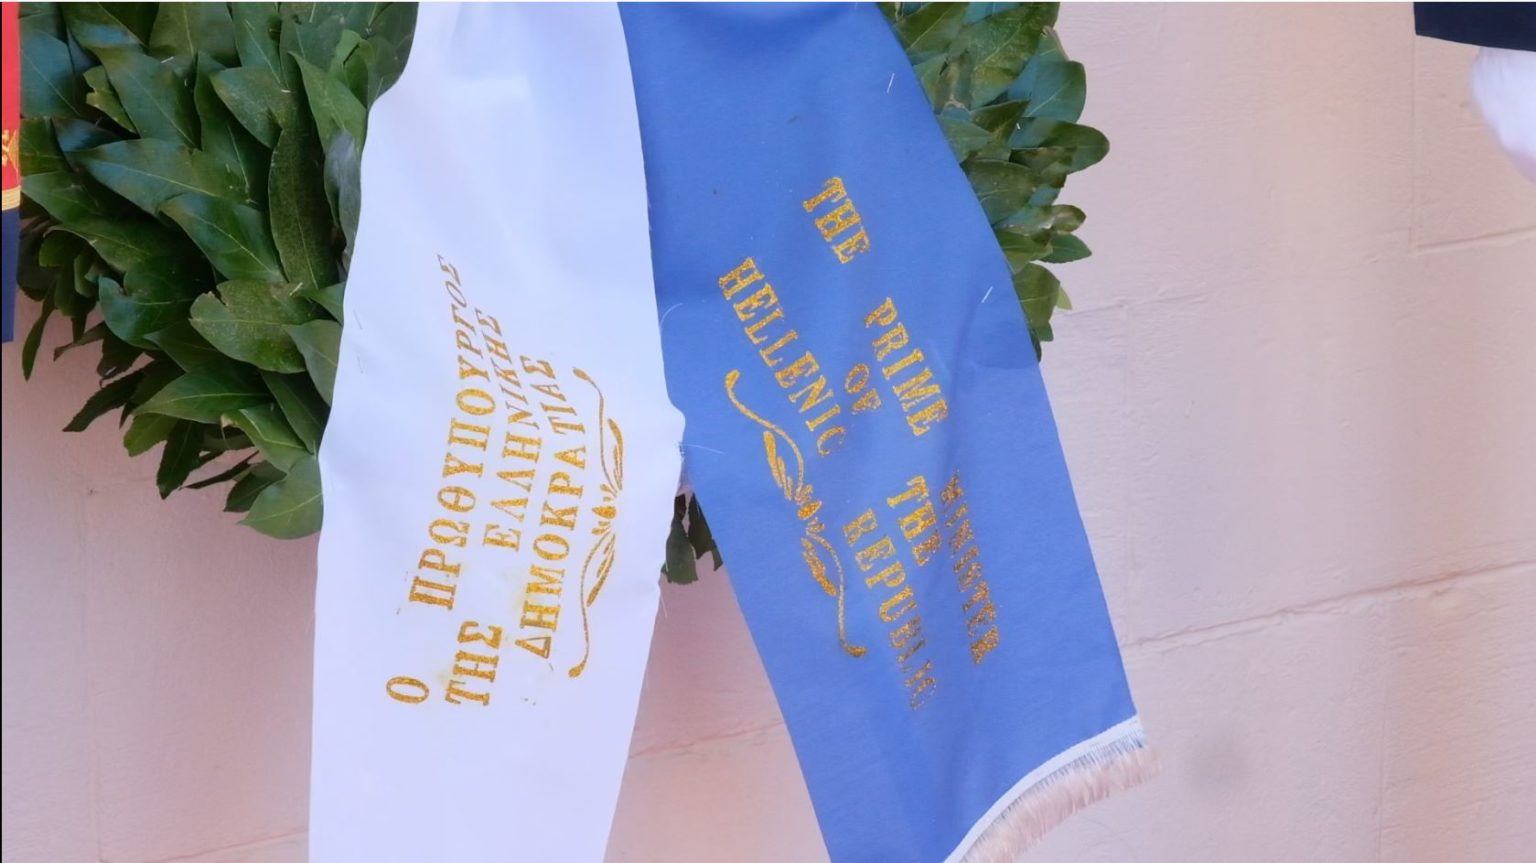 Ο ΠΡΩΘΥΠΟΥΡΓΟΣ
ΤΗΣ ΕΛΛΗΝΙΚΗΣ
ΔΗΜΟΚΡΑΤΙΑΣ
THE PRIME MINISTER
OF THE
HELLENIC REPUBLIC